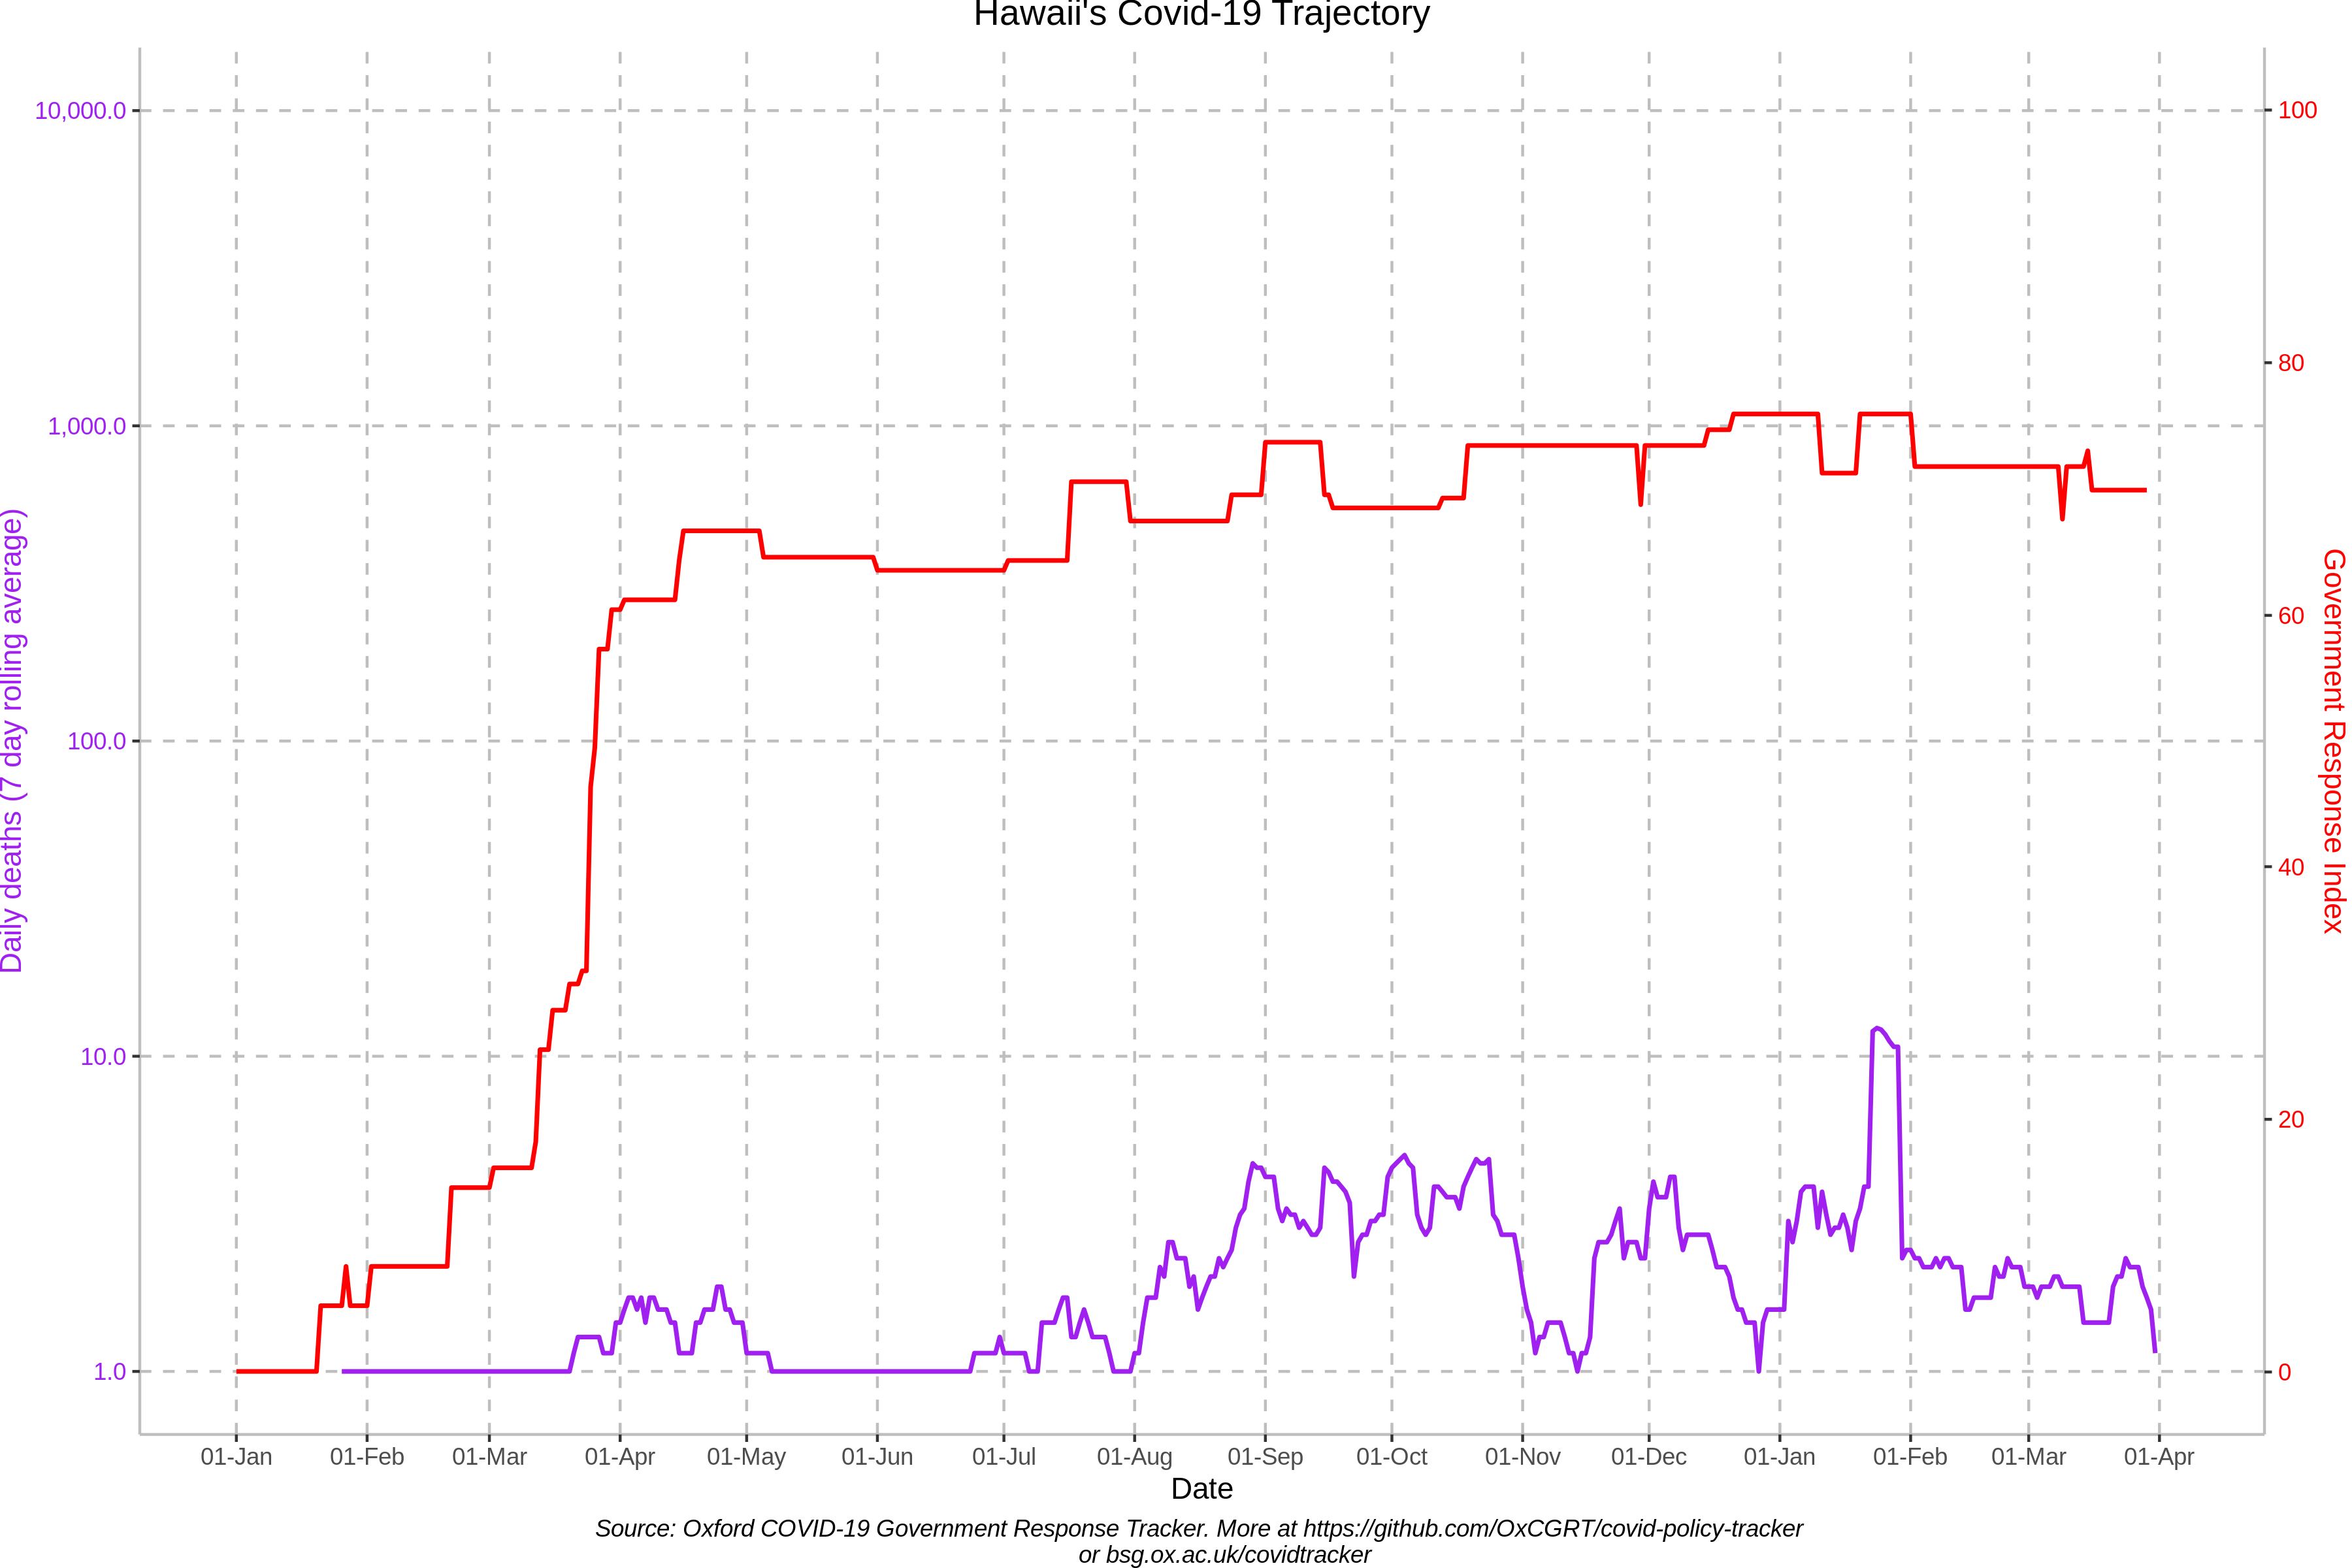 Hawaii's Covid-19 Trajectory
10,000.0
1,000.0
100.0
10.0
1.0
Daily deaths (7 day rolling average)
100
80
60
40
20
0
Government Response Index
01-Jan 01-Feb 01-Mar 01-Apr 01-May 01-Jun 01-Jul 01-Aug 01-Sep 01-Oct 01-Nov 01-Dec 01-Jan 01-Feb 01-Mar 01-Apr
Date
Source: Oxford COVID-19 Government Response Tracker. More at https://github.com/OxCGRT/covid-policy-tracker
or bsg.ox.ac.uk/covidtracker